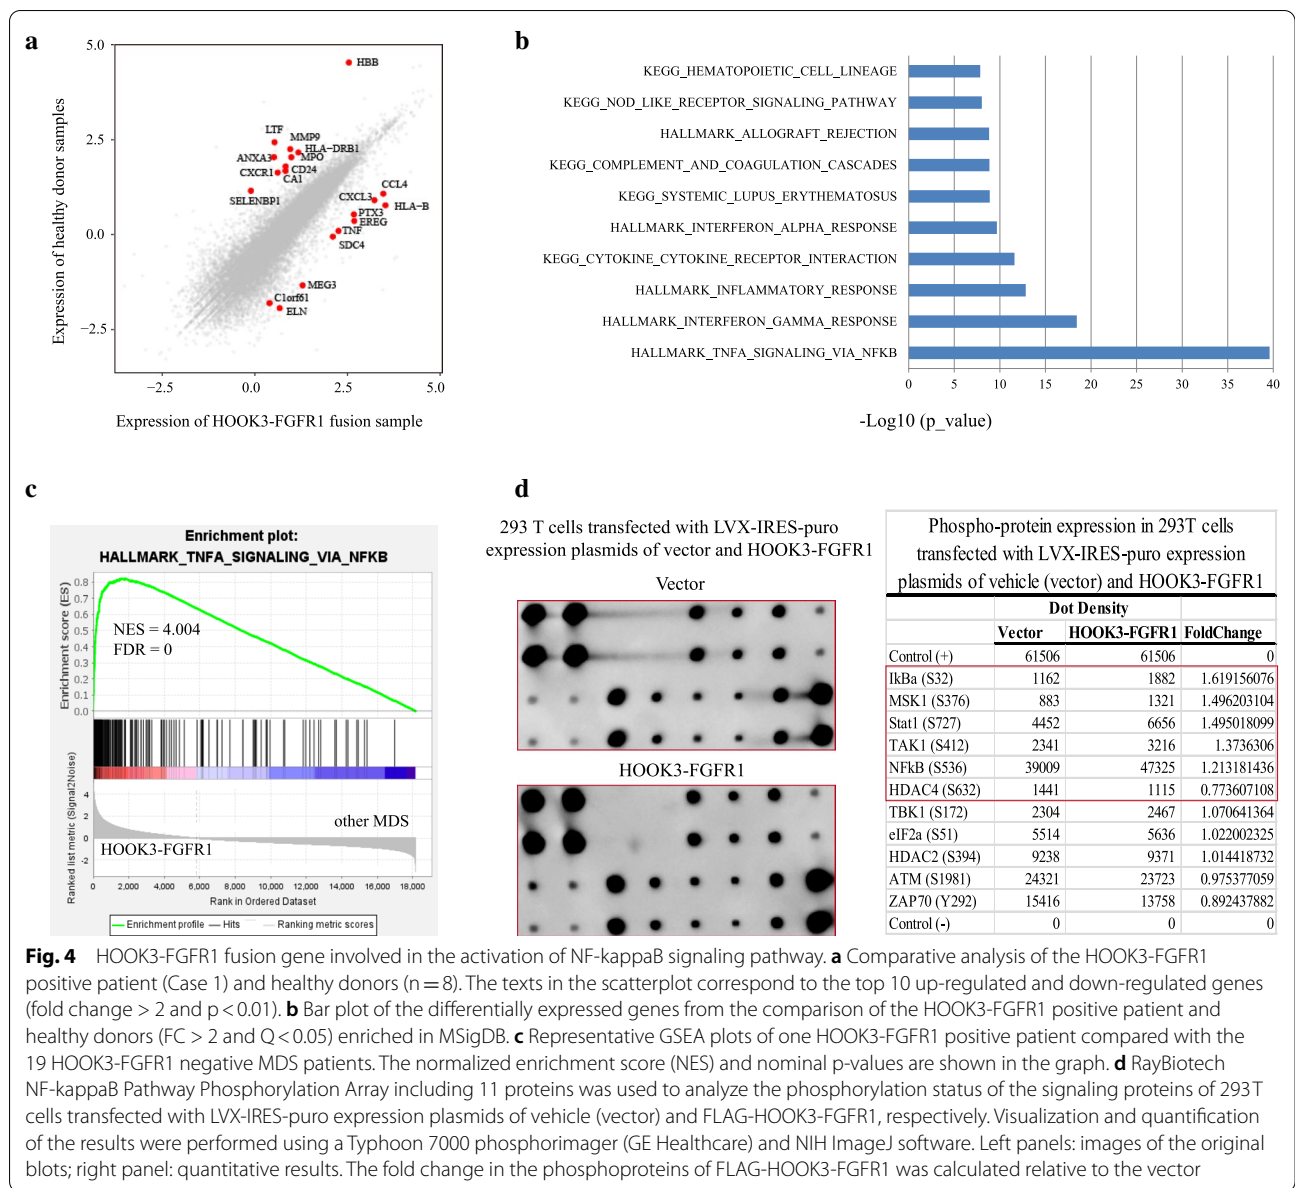 a
5.0
2.5
0.0
−2.5
−2.5
0.0
2.5
5.0
Expression of healthy donor samples
Expression of HOOK3-FGFR1 fusion sample
HBB
LTF
MMP9
HLA-DRB1
ANXA3
MPO
CXCR1
CD24
CA1
SELENBP1
CCL4
CXCL3
HLA-B
PTX3
EREG
TNF
SDC4
MEG3
C1orf61
ELN
b
KEGG_HEMATOPOIETIC_CELL_LINEAGE
KEGG_NOD_LIKE_RECEPTOR_SIGNALING_PATHWAY
HALLMARK_ALLOGRAFT_REJECTION
KEGG_COMPLEMENT_AND_COAGULATION_CASCADES
KEGG_SYSTEMIC_LUPUS_ERYTHEMATOSUS
HALLMARK_INTERFERON_ALPHA_RESPONSE
KEGG_CYTOKINE_CYTOKINE_RECEPTOR_INTERACTION
HALLMARK_INFLAMMATORY_RESPONSE
HALLMARK_INTERFERON_GAMMA_RESPONSE
HALLMARK_TNFA_SIGNALING_VIA_NFKB
0 5 10 15 20 25 30 35 40
-Log10 (p_value)
c
Enrichment plot:
HALLMARK_TNFA_SIGNALING_VIA_NFKB
Enrichment score (ES)
0.8
0.7
0.6
0.5
0.4
0.3
0.2
0.1
0.0
NES = 4.004
FDR = 0
Ranked list metric (Signal2Noise)
4
2
0
-2
other MDS
HOOK3-FGFR1
0 2,000 4,000 6,000 8,000 10,000 12,000 14,000 16,000 18,000
Rank in Ordered Dataset
Enrichment profile Hits Ranking metric scores
d
293 T cells transfected with LVX-IRES-puro
expression plasmids of vector and HOOK3-FGFR1
Vector
HOOK3-FGFR1
Phospho-protein expression in 293T cells
transfected with LVX-IRES-puro expression
plasmids of vehicle (vector) and HOOK3-FGFR1
Dot Density
Vector HOOK3-FGFR1 FoldChange
Control (+) 61506 61506 0
IkBa (S32) 1162 1882 1.619156076
MSK1 (S376) 883 1321 1.496203104
Stat1 (S727) 4452 6656 1.495018099
TAK1 (S412) 2341 3216 1.3736306
NFkB (S536) 39009 47325 1.213181436
HDAC4 (S632) 1441 1115 0.773607108
TBK1 (S172) 2304 2467 1.070641364
eIF2a (S51) 5514 5636 1.022002325
HDAC2 (S394) 9238 9371 1.014418732
ATM (S1981) 24321 23723 0.975377059
ZAP70 (Y292) 15416 13758 0.892437882
Control (-) 0 0 0
Fig. 4 HOOK3-FGFR1 fusion gene involved in the activation of NF-kappaB signaling pathway. a Comparative analysis of the HOOK3-FGFR1
positive patient (Case 1) and healthy donors (n = 8). The texts in the scatterplot correspond to the top 10 up-regulated and down-regulated genes
(fold change > 2 and p < 0.01). b Bar plot of the differentially expressed genes from the comparison of the HOOK3-FGFR1 positive patient and
healthy donors (FC > 2 and Q < 0.05) enriched in MSigDB. c Representative GSEA plots of one HOOK3-FGFR1 positive patient compared with the
19 HOOK3-FGFR1 negative MDS patients. The normalized enrichment score (NES) and nominal p-values are shown in the graph. d RayBiotech
NF-kappaB Pathway Phosphorylation Array including 11 proteins was used to analyze the phosphorylation status of the signaling proteins of 293T
cells transfected with LVX-IRES-puro expression plasmids of vehicle (vector) and FLAG-HOOK3-FGFR1, respectively. Visualization and quantification
of the results were performed using a Typhoon 7000 phosphorimager (GE Healthcare) and NIH ImageJ software. Left panels: images of the original
blots; right panel: quantitative results. The fold change in the phosphoproteins of FLAG-HOOK3-FGFR1 was calculated relative to the vector